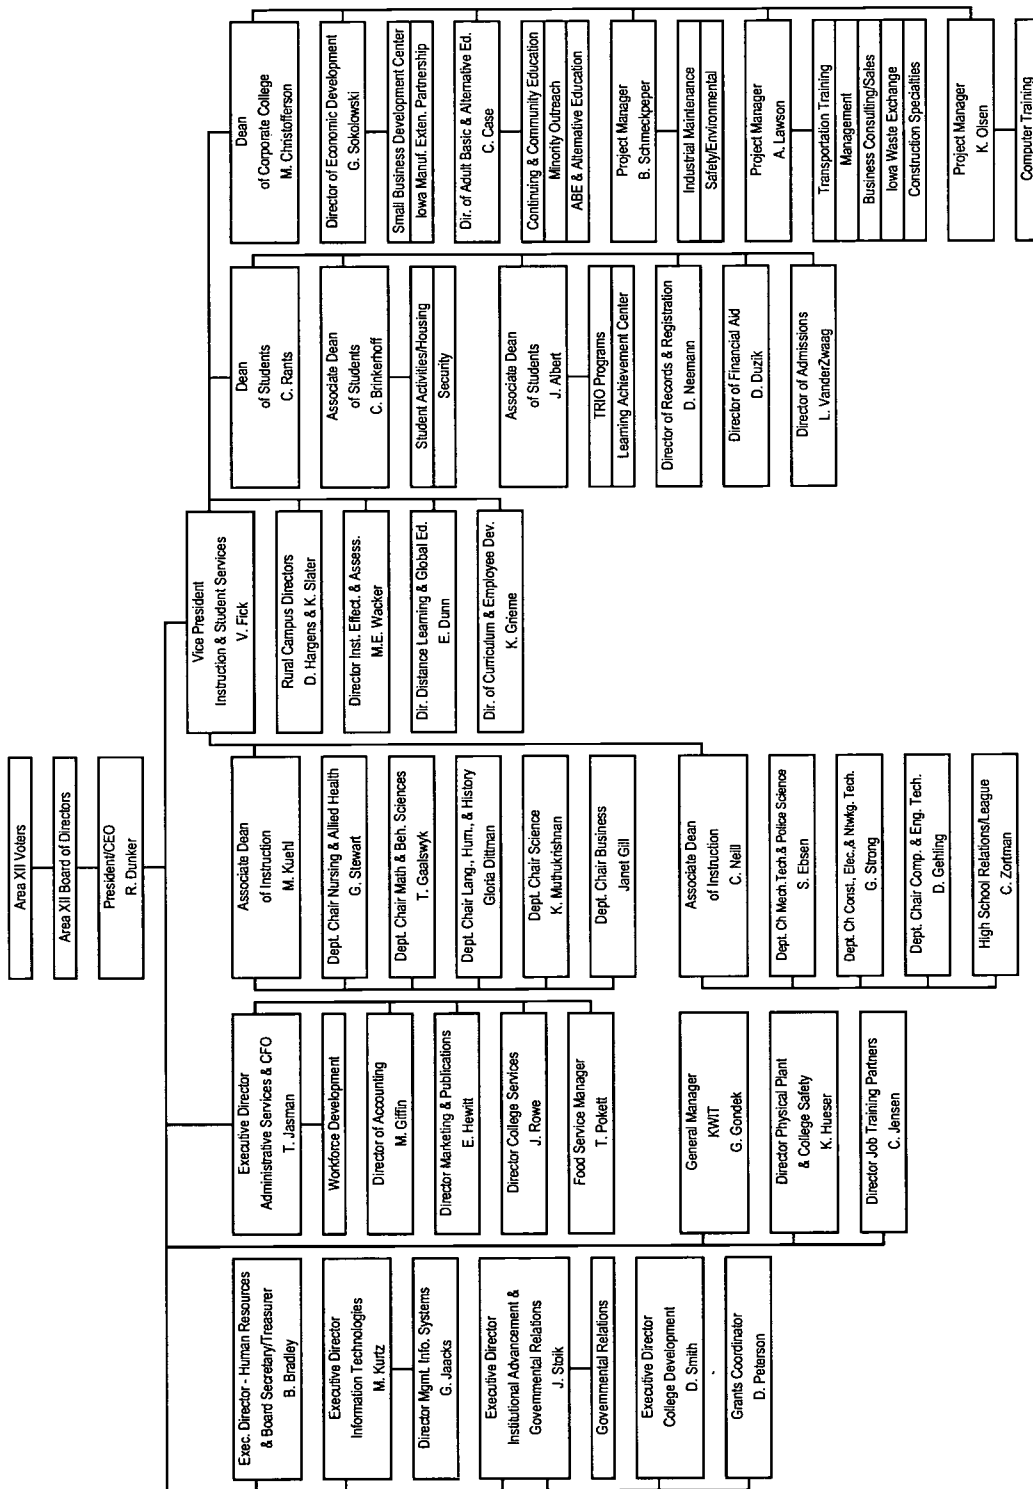 Area XII Voters
Area XII Board of Directors
President/CEO
R. Dunker
Exec. Director - Human Resources
& Board Secretary/Treasurer
B. Bradley
Executive Director
Information Technologies
M. Kurtz
Director Mgmt. Info. Systems
G. Jaacks
Executive Director
Institutional Advancement &
Governmental Relations
J. Stoik
Governmental Relations
Executive Director
College Development
D. Smith
Grants Coordinator
D. Peterson
Executive Director
Administrative Services & CFO
T. Jasman
Workforce Development
Director of Accounting
M. Giffin
Director Marketing & Publications
E. Hewitt
Director College Services
J. Rowe
Food Service Manager
T. Pokett
General Manager
KWIT
G. Gondek
Director Physical Plant
& College Safety
K. Hueser
Director Job Training Partners
C. Jensen
Associate Dean
of Instruction
M. Kuehl
Dept. Chair Nursing & Allied Health
G. Stewart
Dept. Chair Math & Beh. Sciences
T. Gaalswyk
Dept. Chair Lang., Hum., & History
Gloria Dittman
Dept. Chair Science
K. Muthukrishnan
Dept. Chair Business
Janet Gill
Associate Dean
of Instruction
C. Neill
Dept. Ch Mech.Tech.& Police Science
S. Ebsen
Dept. Ch Const., Elec.,& Ntwkg. Tech.
G. Strong
Dept. Chair Comp. & Eng. Tech.
D. Gehling
High School Relations/League
C. Zortman
Vice President
Instruction & Student Services
V. Fick
Rural Campus Directors
D. Hargens & K. Slater
Director Inst. Effect. & Assess.
M.E. Wacker
Dir. Distance Learning & Global Ed.
E. Dunn
Dir. of Curriculum & Employee Dev.
K. Grieme
Dean
of Students
C. Rants
Associate Dean
of Students
C. Brinkerhoff
Student Activities/Housing
Security
Associate Dean
of Students
J. Albert
TRIO Programs
Learning Achievement Center
Director of Records & Registration
D. Neemann
Director of Financial Aid
D. Duzik
Director of Admissions
L. VanderZwaag
Dean
of Corporate College
M. Christofferson
Director of Economic Development
G. Sokolowski
Small Business Development Center
Iowa Manuf. Exten. Partnership
Dir. of Adult Basic & Alternative Ed.
C. Case
Continuing & Community Education
Minority Outreach
ABE & Alternative Education
Project Manager
B. Schmeckpeper
Industrial Maintenance
Safety/Environmental
Project Manager
A. Lawson
Transportation Training
Management
Business Consulting/Sales
Iowa Waste Exchange
Construction Specialties
Project Manager
K. Olsen
Computer Training